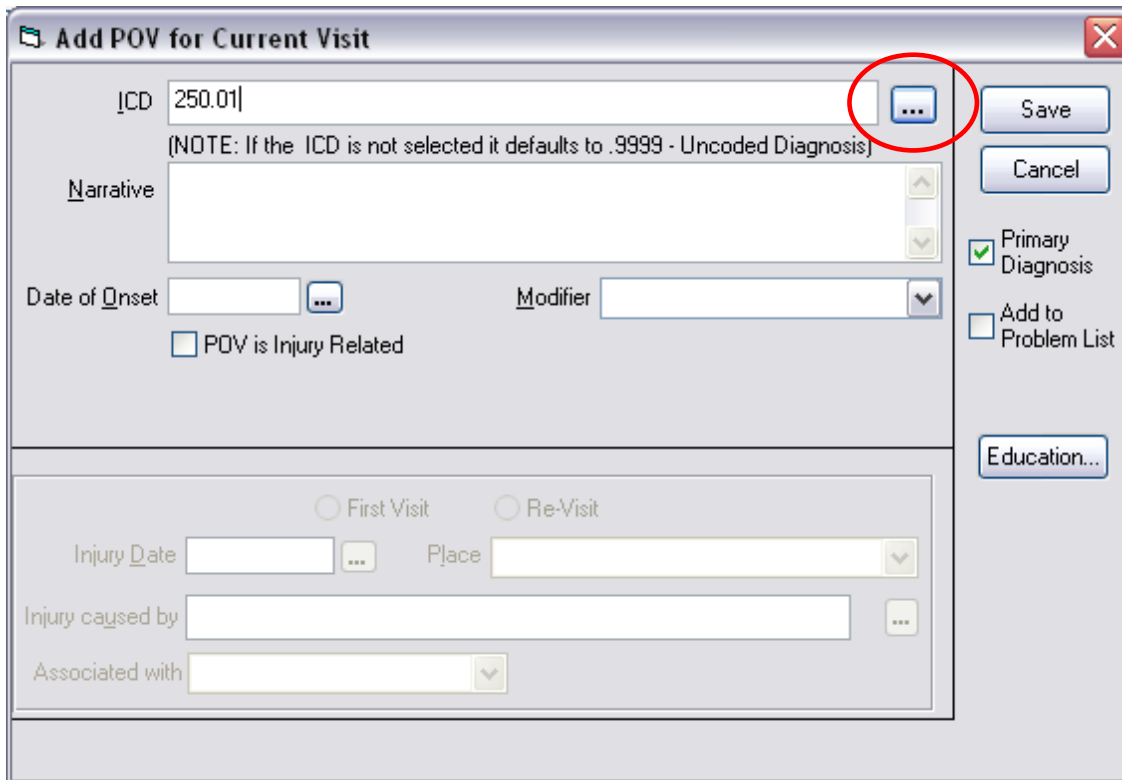 Add POV for Current Visit
ICD 250.01 ...
(NOTE: If the ICD is not selected it defaults to .9999 - Uncoded Diagnosis)
Narrative
Date of Onset ... Modifier
POV is Injury Related
Save
Cancel
Primary
Diagnosis
Add to
Problem List
Education...
First Visit Re-Visit
Injury Date ... Place
Injury caused by ...
Associated with